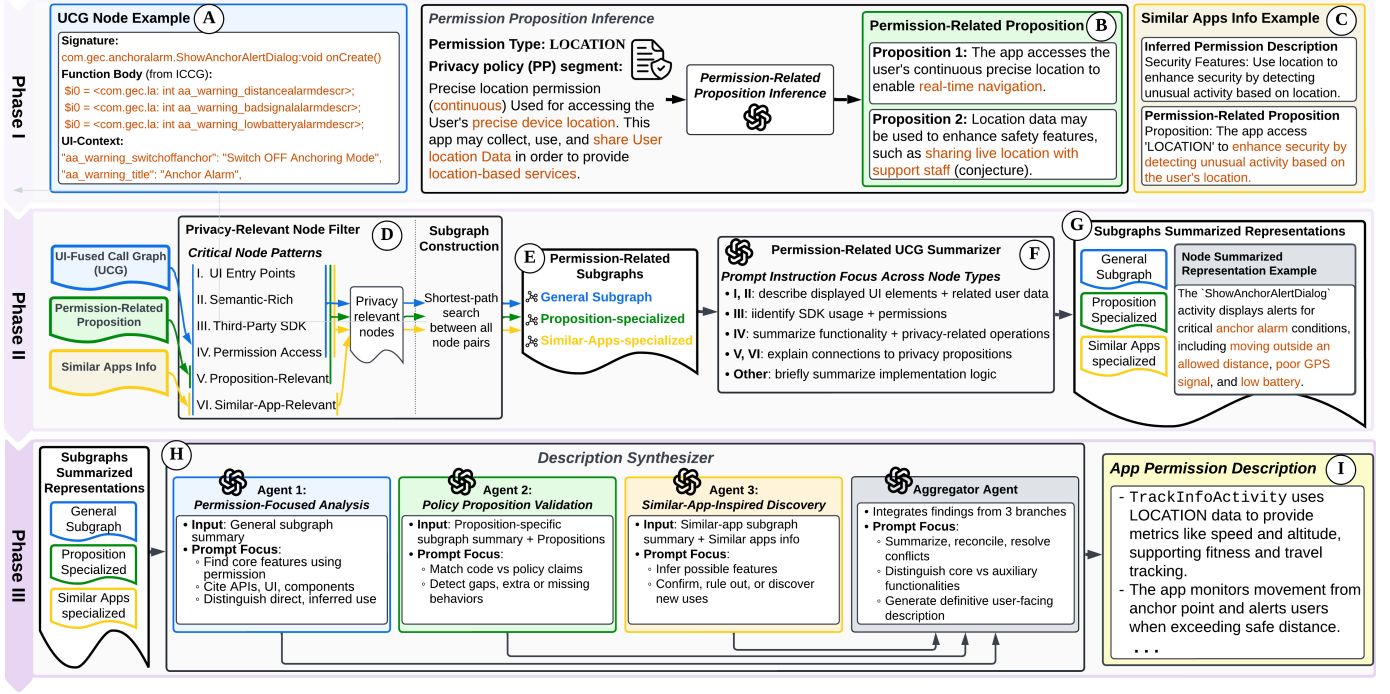 Phase I
UCG Node Example
A
Signature:
com.gec.anchoralarm.ShowAnchorAlertDialog:void onCreate()
Function Body (from ICCG):
$i0 = <com.gec.la: int aa_warning_distancealarmdescr>;
$i0 = <com.gec.la: int aa_warning_badsignalalarmdescr>;
$i0 = <com.gec.la: int aa_warning_lowbatteryalarmdescr>;
UI-Context:
"aa_warning_switchoffanchor": "Switch OFF Anchoring Mode",
"aa_warning_title": "Anchor Alarm",
Permission Proposition Inference
Permission Type: LOCATION
Privacy policy (PP) segment:
Precise location permission
(continuous) Used for accessing the
User's precise device location. This
app may collect, use, and share User
location Data in order to provide
location-based services.
Permission-Related
Proposition Inference
Permission-Related Proposition
B
Proposition 1: The app accesses the
user's continuous precise location to
enable real-time navigation.
Proposition 2: Location data may
be used to enhance safety features,
such as sharing live location with
support staff (conjecture).
Similar Apps Info Example
C
Inferred Permission Description
Security Features: Use location to
enhance security by detecting
unusual activity based on location.
Permission-Related Proposition
Proposition: The app access
'LOCATION' to enhance security by
detecting unusual activity based on
the user's location.
Phase II
UI-Fused Call Graph
(UCG)
Permission-Related
Proposition
Similar Apps Info
Privacy-Relevant Node Filter
D
Critical Node Patterns
I. UI Entry Points
II. Semantic-Rich
III. Third-Party SDK
IV. Permission Access
V. Proposition-Relevant
VI. Similar-App-Relevant
Privacy
relevant
nodes
Subgraph
Construction
Shortest-path
search
between all
node pairs
E
Permission-Related
Subgraphs
General Subgraph
Proposition-specialized
Similar-Apps-specialized
Permission-Related UCG Summarizer
F
Prompt Instruction Focus Across Node Types
• I, II: describe displayed UI elements + related user data
• III: iidentify SDK usage + permissions
• IV: summarize functionality + privacy-related operations
• V, VI: explain connections to privacy propositions
• Other: briefly summarize implementation logic
G
Subgraphs Summarized Representations
General
Subgraph
Proposition
Specialized
Similar Apps
specialized
Node Summarized
Representation Example
The `ShowAnchorAlertDialog`
activity displays alerts for
critical anchor alarm conditions,
including moving outside an
allowed distance, poor GPS
signal, and low battery.
Phase III
Subgraphs
Summarized
Representations
General
Subgraph
Proposition
Specialized
Similar Apps
specialized
H
Description Synthesizer
Agent 1:
Permission-Focused Analysis
• Input: General subgraph
summary
• Prompt Focus:
◦ Find core features using
permission
◦ Cite APIs, UI, components
◦ Distinguish direct, inferred use
Agent 2:
Policy Proposition Validation
• Input: Proposition-specific
subgraph summary + Propositions
• Prompt Focus:
◦ Match code vs policy claims
◦ Detect gaps, extra or missing
behaviors
Agent 3:
Similar-App-Inspired Discovery
• Input: Similar-app subgraph
summary + Similar apps info
• Prompt Focus:
◦ Infer possible features
◦ Confirm, rule out, or discover
new uses
Aggregator Agent
• Integrates findings from 3 branches
• Prompt Focus:
◦ Summarize, reconcile, resolve
conflicts
◦ Distinguish core vs auxiliary
functionalities
◦ Generate definitive user-facing
description
App Permission Description
I
- TrackInfoActivity uses
LOCATION data to provide
metrics like speed and altitude,
supporting fitness and travel
tracking.
- The app monitors movement from
anchor point and alerts users
when exceeding safe distance.
...